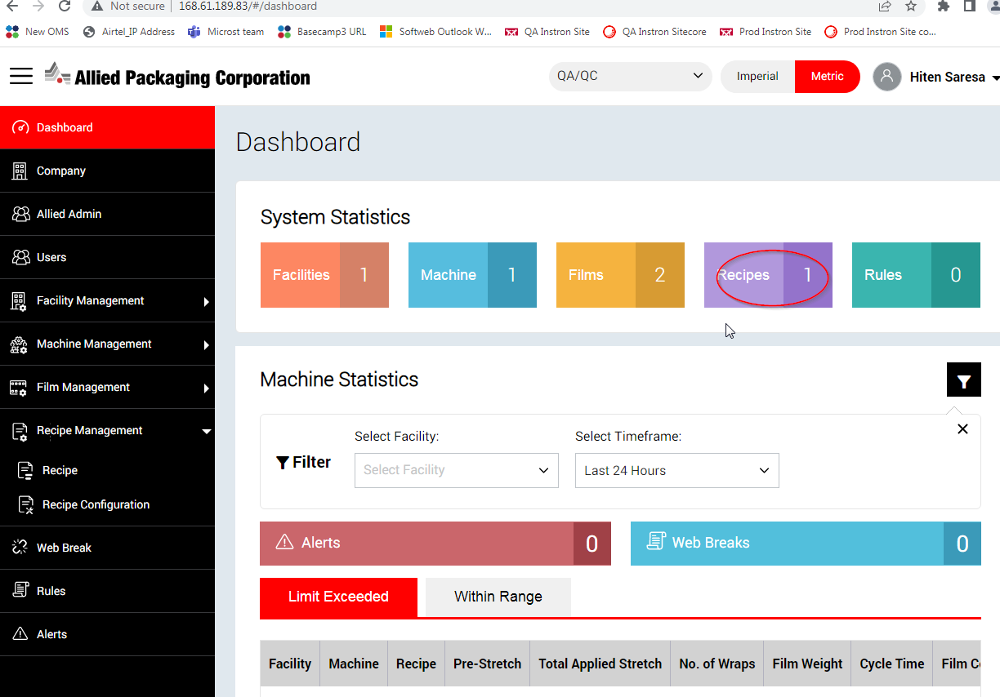 Not secure | 168.61.189.83/#/dashboard
New OMS Airtel_IP Address Microst team Basecamp3 URL Softweb Outlook W... QA Instron Site QA Instron Sitecore Prod Instron Site Prod Instron Site co...
Allied Packaging Corporation QA/QC Imperial Metric Hiten Saresa
Dashboard
Company
Allied Admin
Users
Facility Management
Machine Management
Film Management
Recipe Management
Recipe
Recipe Configuration
Web Break
Rules
Alerts
Dashboard
System Statistics
Facilities 1 Machine 1 Films 2 Recipes 1 Rules 0
Machine Statistics
Filter
Select Facility: Select Timeframe:
Select Facility Last 24 Hours
Alerts 0 Web Breaks 0
Limit Exceeded Within Range
Facility Machine Recipe Pre-Stretch Total Applied Stretch No. of Wraps Film Weight Cycle Time Film